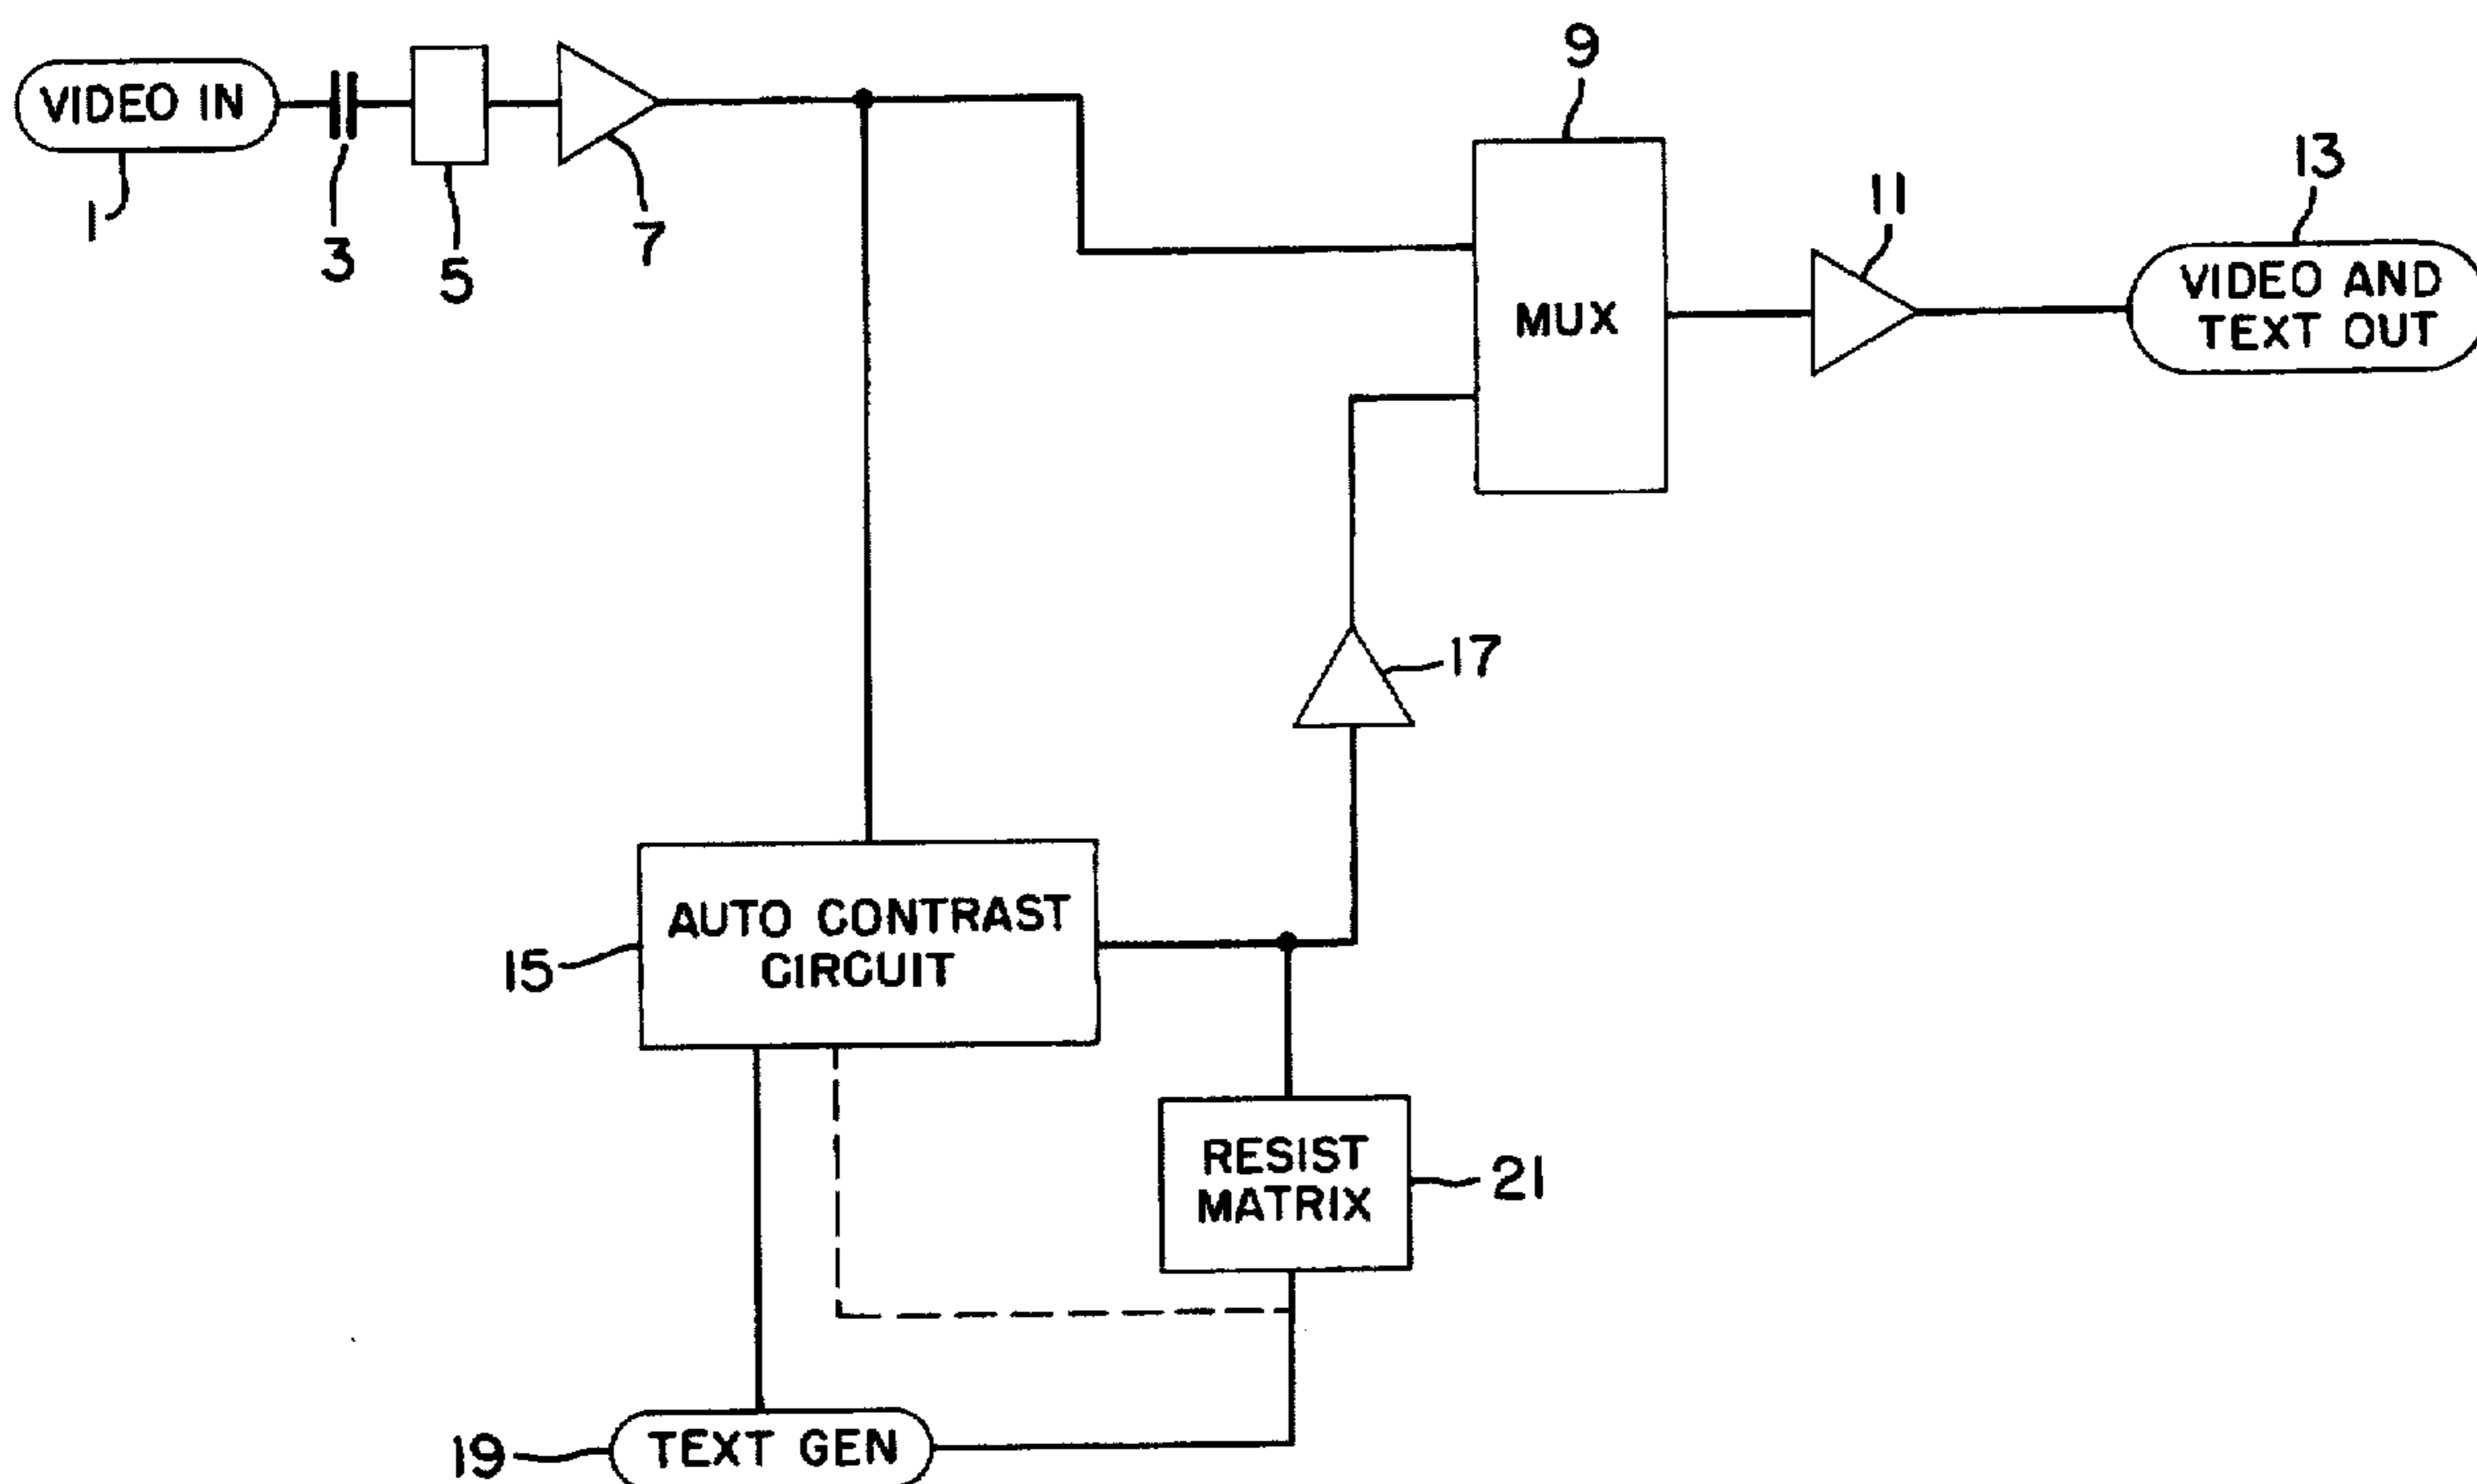 VIDEO IN
1
3
5
7
9
MUX
11
13
VIDEO AND
TEXT OUT
17
15
AUTO CONTRAST
CIRCUIT
RESIST
MATRIX
21
19
TEXT GEN